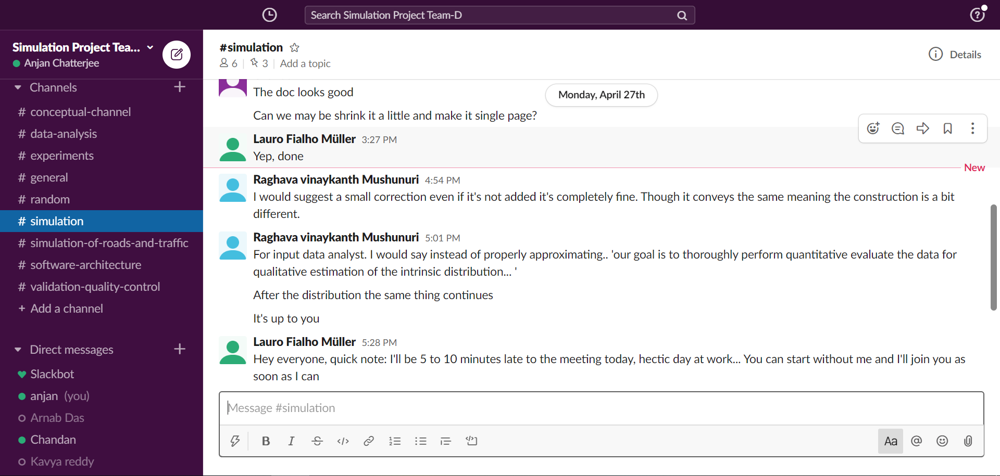 Search Simulation Project Team-D
Simulation Project Tea...
Anjan Chatterjee
Channels
# conceptual-channel
# data-analysis
# experiments
# general
# random
# simulation
# simulation-of-roads-and-traffic
# software-architecture
# validation-quality-control
+ Add a channel
Direct messages
Slackbot
anjan (you)
Arnab Das
Chandan
Kavya reddy
#simulation
6 | 3 | Add a topic
Details
Monday, April 27th
The doc looks good
Can we may be shrink it a little and make it single page?
Lauro Fialho Müller 3:27 PM
Yep, done
New
Raghava vinaykanth Mushunuri 4:54 PM
I would suggest a small correction even if it's not added it's completely fine. Though it conveys the same meaning the construction is a bit
different.
Raghava vinaykanth Mushunuri 5:01 PM
For input data analyst. I would say instead of properly approximating.. 'our goal is to thoroughly perform quantitative evaluate the data for
qualitative estimation of the intrinsic distribution... '
After the distribution the same thing continues
It's up to you
Lauro Fialho Müller 5:28 PM
Hey everyone, quick note: I'll be 5 to 10 minutes late to the meeting today, hectic day at work... You can start without me and I'll join you as
soon as I can
Message #simulation
B I S </> Aa @